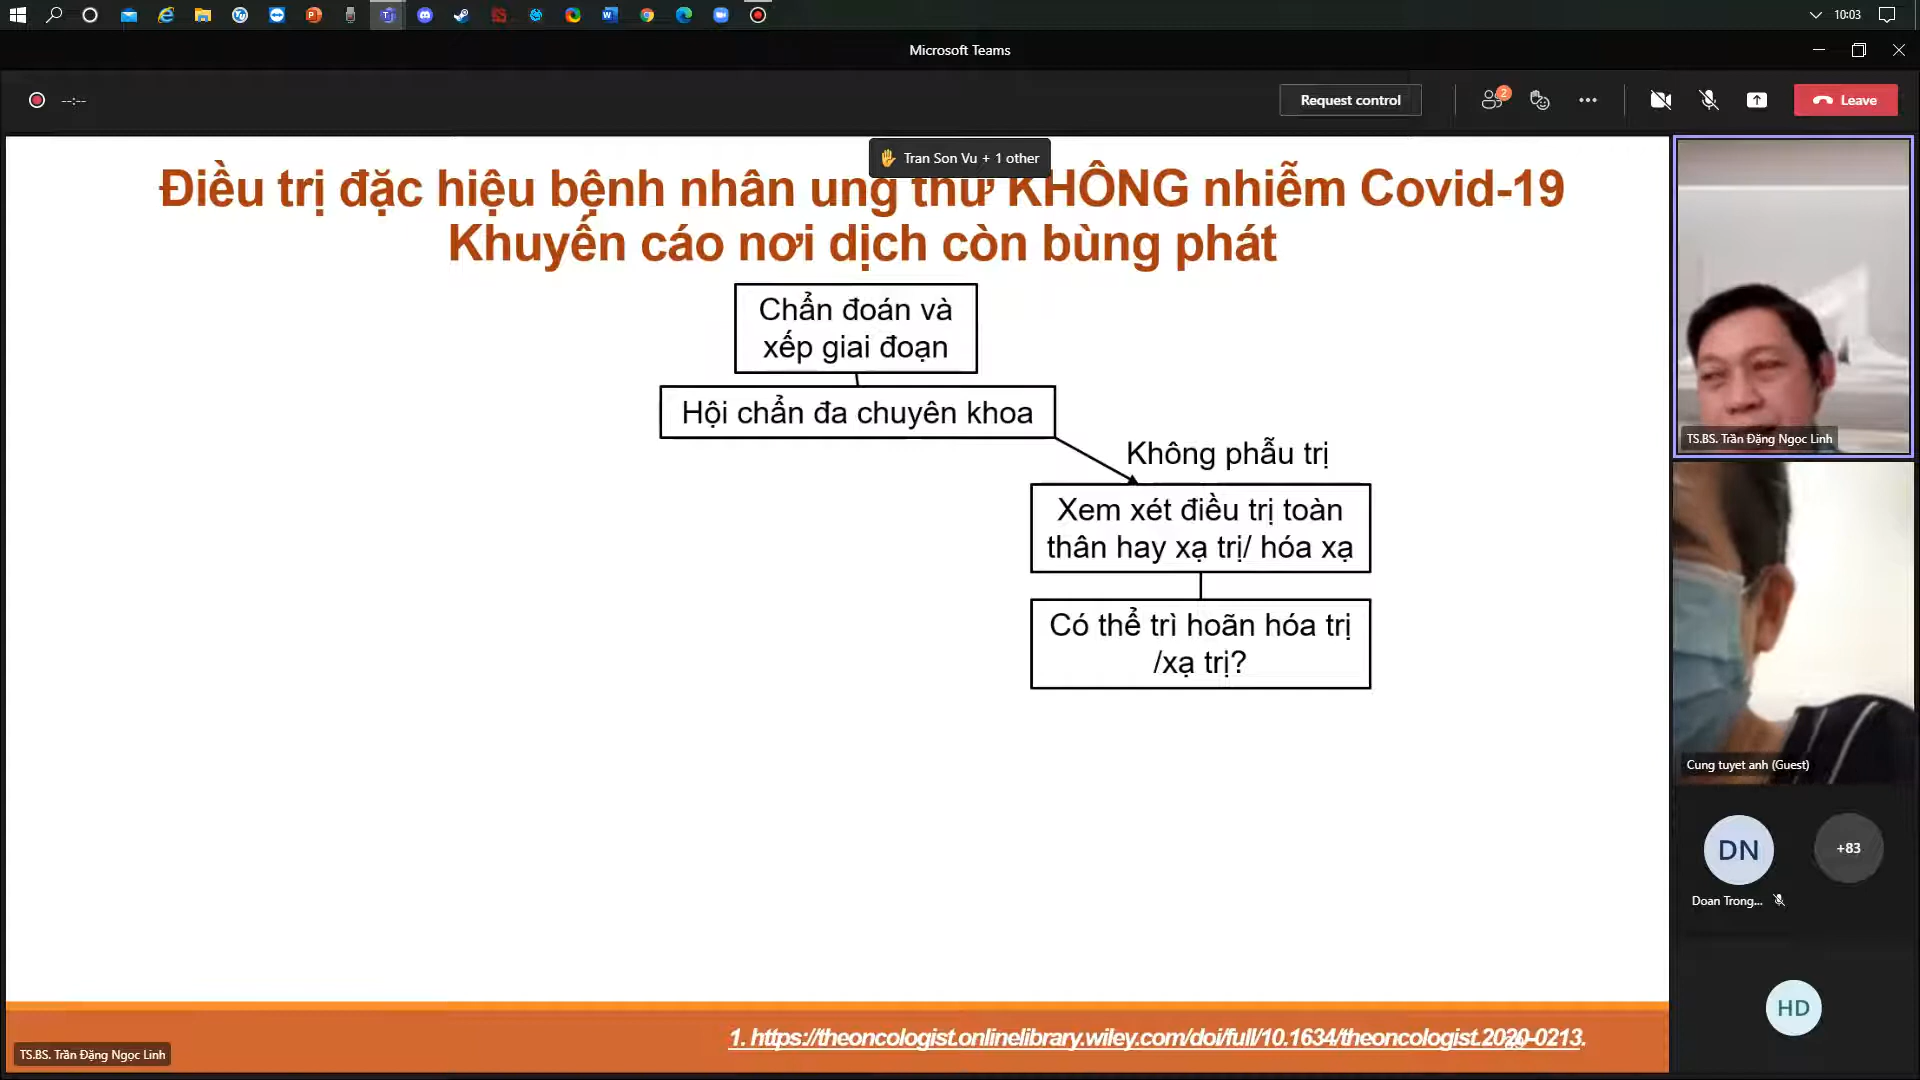 10:03
Microsoft Teams
--:--
Request control
2
Leave
Tran Son Vu + 1 other
Điều trị đặc hiệu bệnh nhân ung thư KHÔNG nhiễm Covid-19
Khuyến cáo nơi dịch còn bùng phát
Chẩn đoán và
xếp giai đoạn
Hội chẩn đa chuyên khoa
Không phẫu trị
Xem xét điều trị toàn
thân hay xạ trị/ hóa xạ
Có thể trì hoãn hóa trị
/xạ trị?
1. https://theoncologist.onlinelibrary.wiley.com/doi/full/10.1634/theoncologist.2020-0213.
TS.BS. Trần Đặng Ngọc Linh
TS.BS. Trần Đặng Ngọc Linh
Cung tuyet anh (Guest)
DN
+83
Doan Trong...
HD